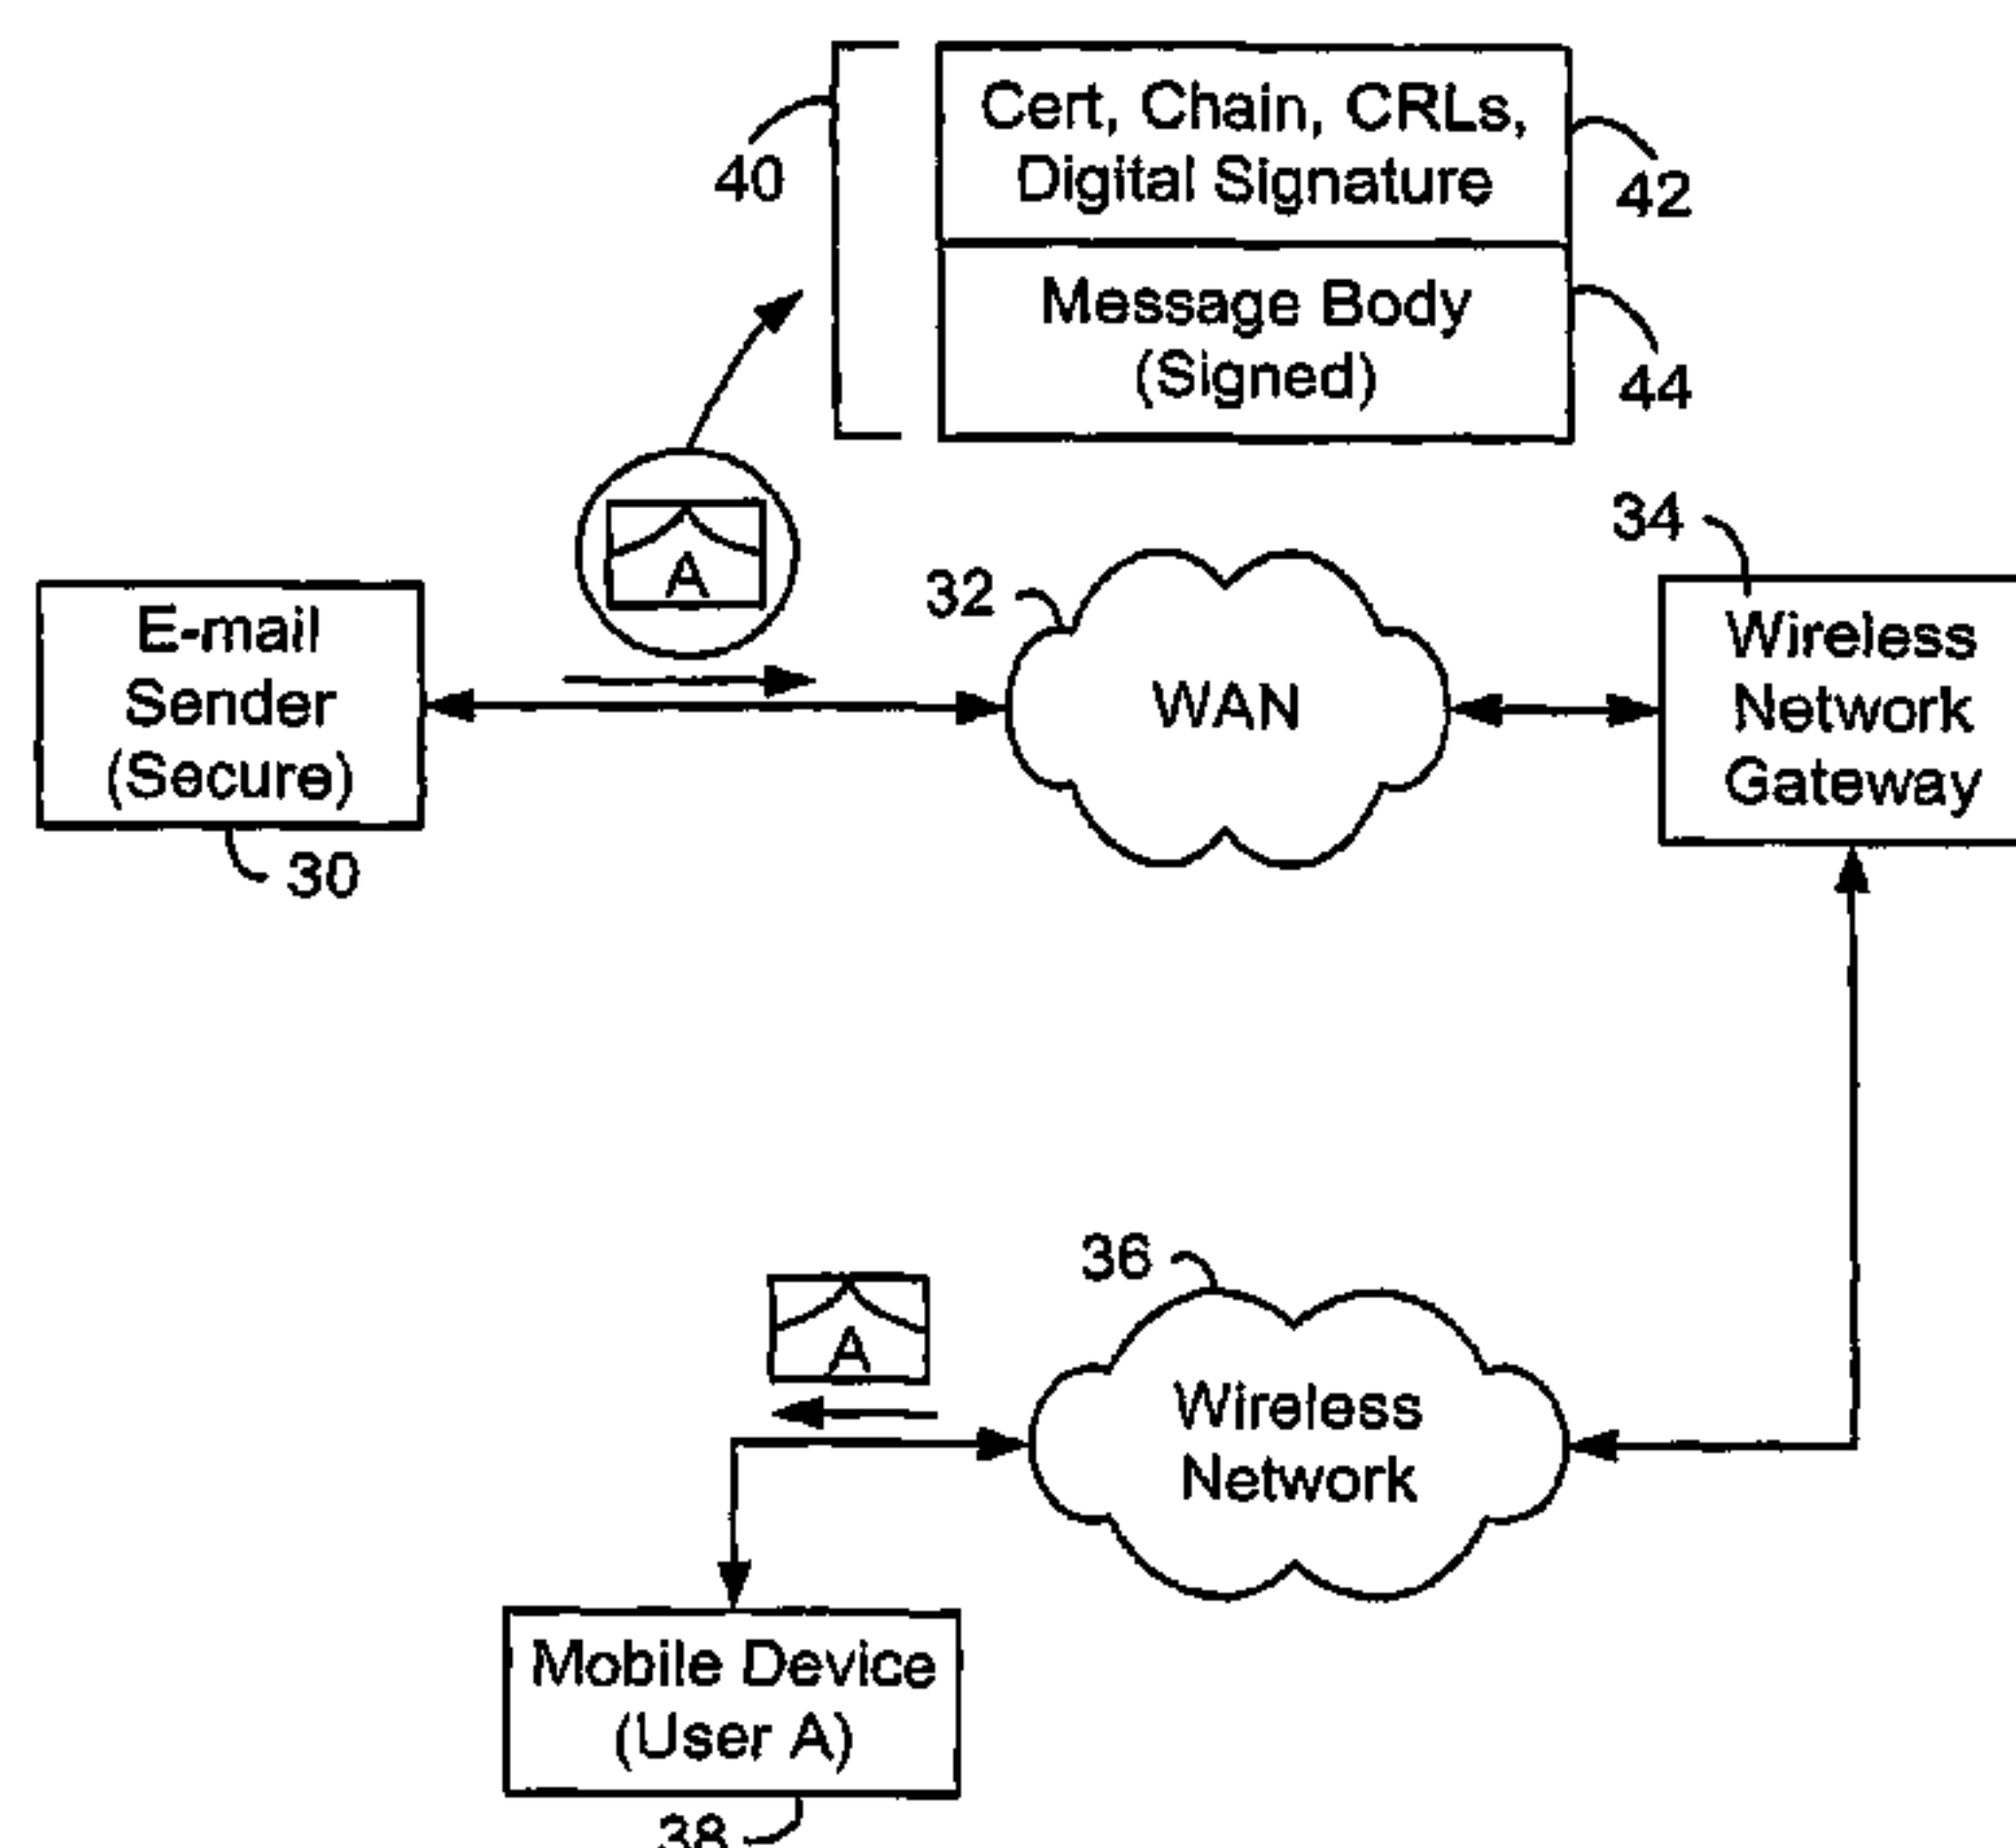 Cert, Chain, CRLs,
Digital Signature
40
42
Message Body
(Signed)
44
34
A
32
E-mail
Sender
(Secure)
WAN
Wireless
Network
Gateway
30
36
A
Wireless
Network
Mobile Device
(User A)
38